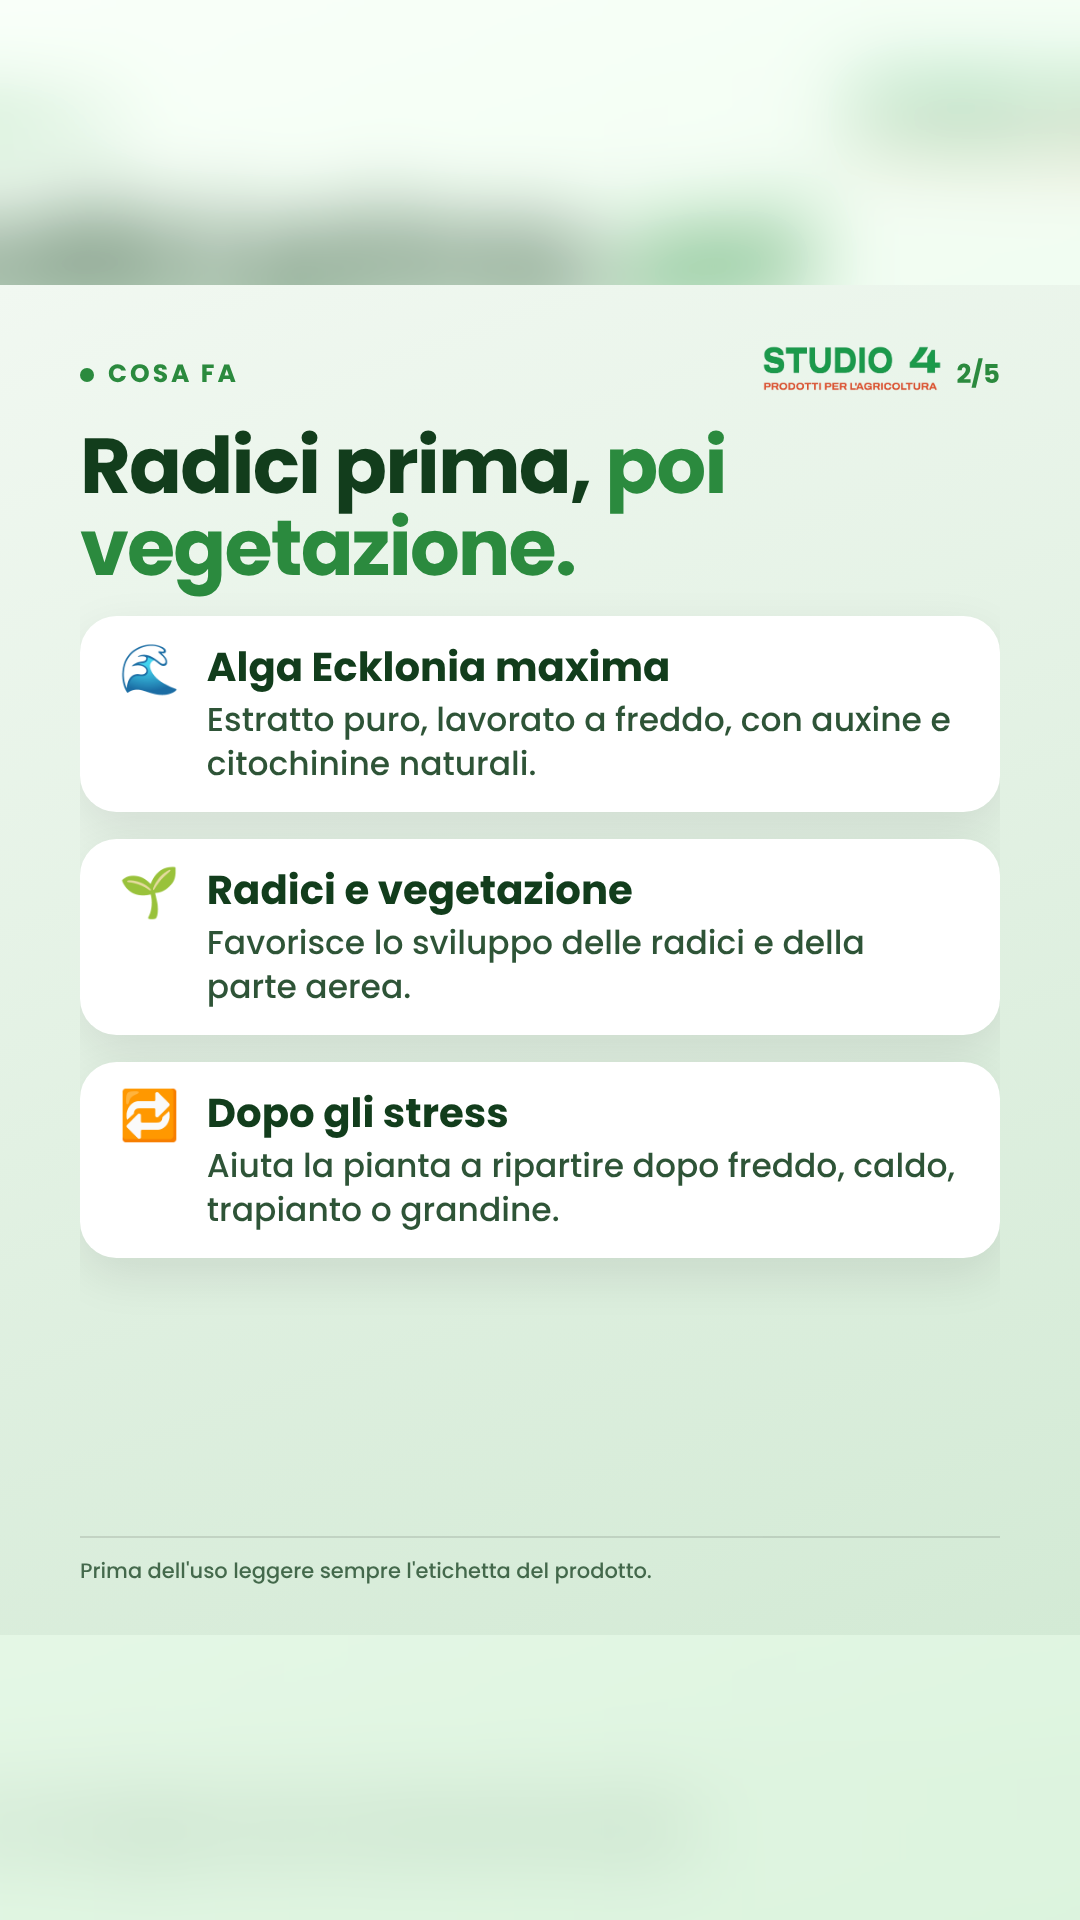 COSA FA
STUDIO 4
PRODOTTI PER L'AGRICOLTURA
2/5
Radici prima, poi
vegetazione.
Alga Ecklonia maxima
Estratto puro, lavorato a freddo, con auxine e
citochinine naturali.
Radici e vegetazione
Favorisce lo sviluppo delle radici e della
parte aerea.
Dopo gli stress
Aiuta la pianta a ripartire dopo freddo, caldo,
trapianto o grandine.
Prima dell'uso leggere sempre l'etichetta del prodotto.